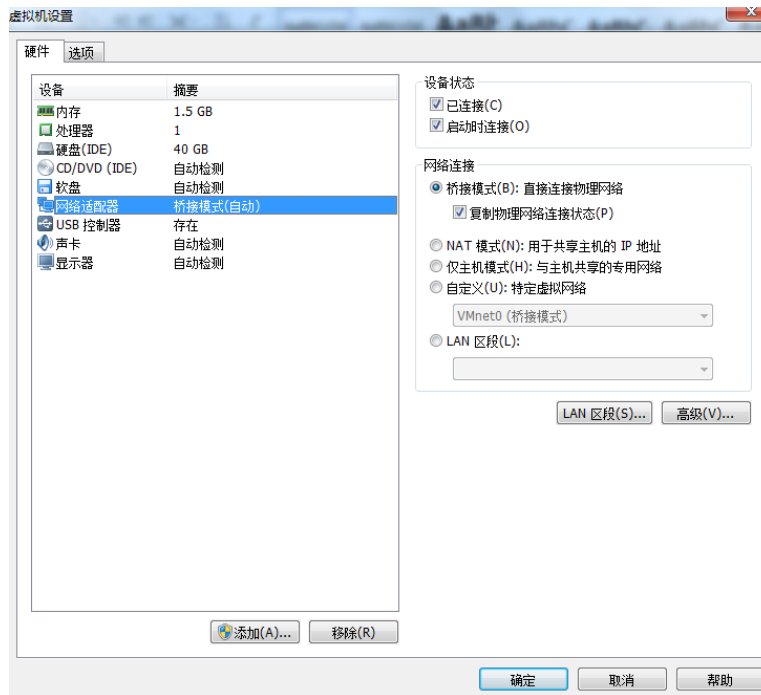 虚拟机设置
硬件 选项
设备 摘要
内存 1.5 GB
处理器 1
硬盘(IDE) 40 GB
CD/DVD (IDE) 自动检测
软盘 自动检测
网络适配器 桥接模式(自动)
USB 控制器 存在
声卡 自动检测
显示器 自动检测
添加(A)... 移除(R)
设备状态
已连接(C)
启动时连接(O)
网络连接
桥接模式(B): 直接连接物理网络
复制物理网络连接状态(P)
NAT 模式(N): 用于共享主机的 IP 地址
仅主机模式(H): 与主机共享的专用网络
自定义(U): 特定虚拟网络
VMnet0 (桥接模式)
LAN 区段(L):
LAN 区段(S)... 高级(V)...
确定 取消 帮助